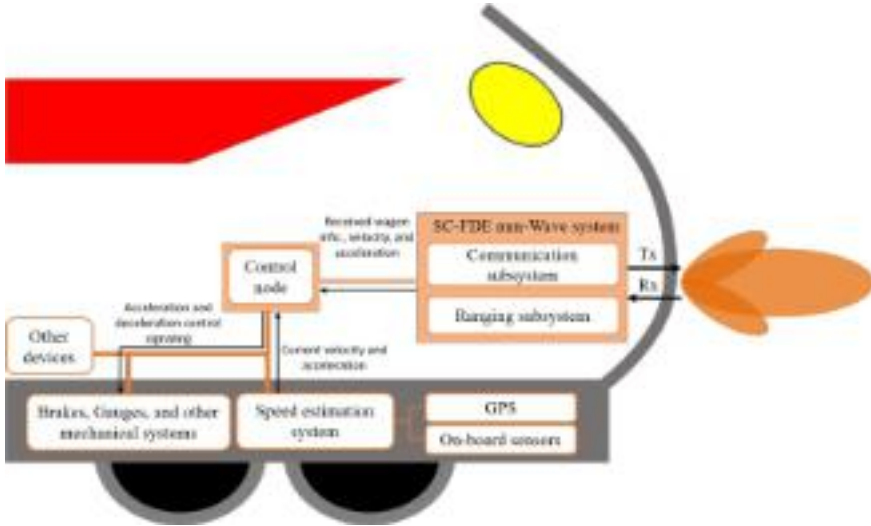 Received wagon
info., velocity, and
acceleration
SC-FDE mm-Wave system
Communication
subsystem
Ranging subsystem
Tx
Rx
Control
node
Acceleration and
deceleration control
signaling
Other
devices
Current velocity and
acceleration
Brakes, Gauges, and other
mechanical systems
Speed estimation
system
GPS
On-board sensors